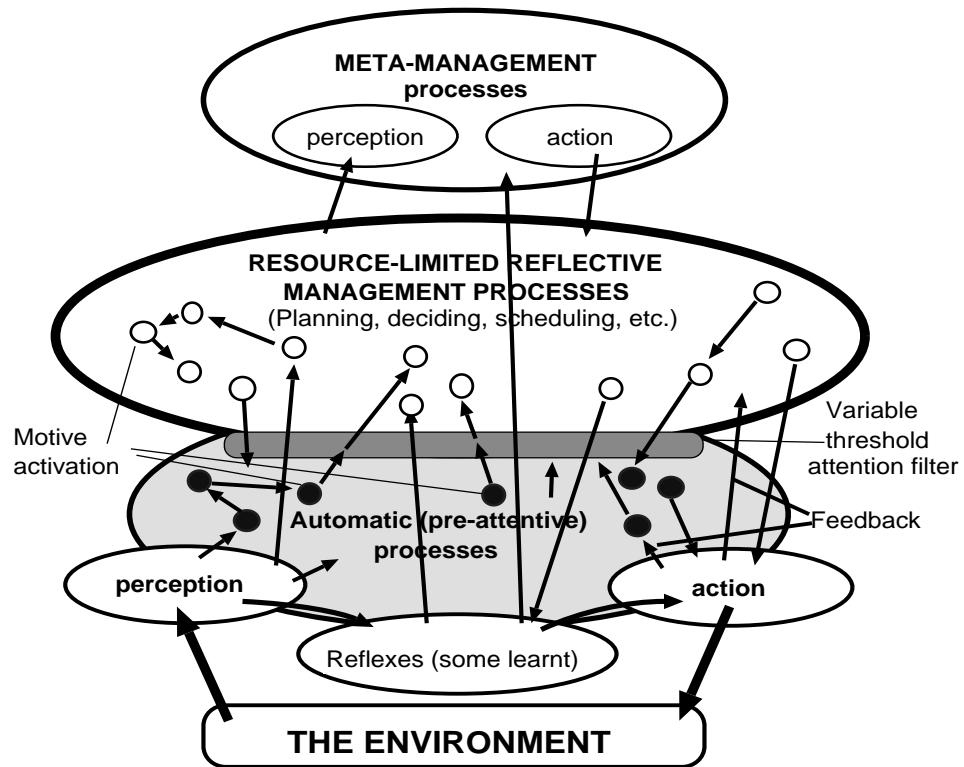 META-MANAGEMENT
processes
perception
action
RESOURCE-LIMITED REFLECTIVE
MANAGEMENT PROCESSES
(Planning, deciding, scheduling, etc.)
Motive
activation
Variable
threshold
attention filter
Automatic (pre-attentive)
processes
Feedback
perception
action
Reflexes (some learnt)
THE ENVIRONMENT